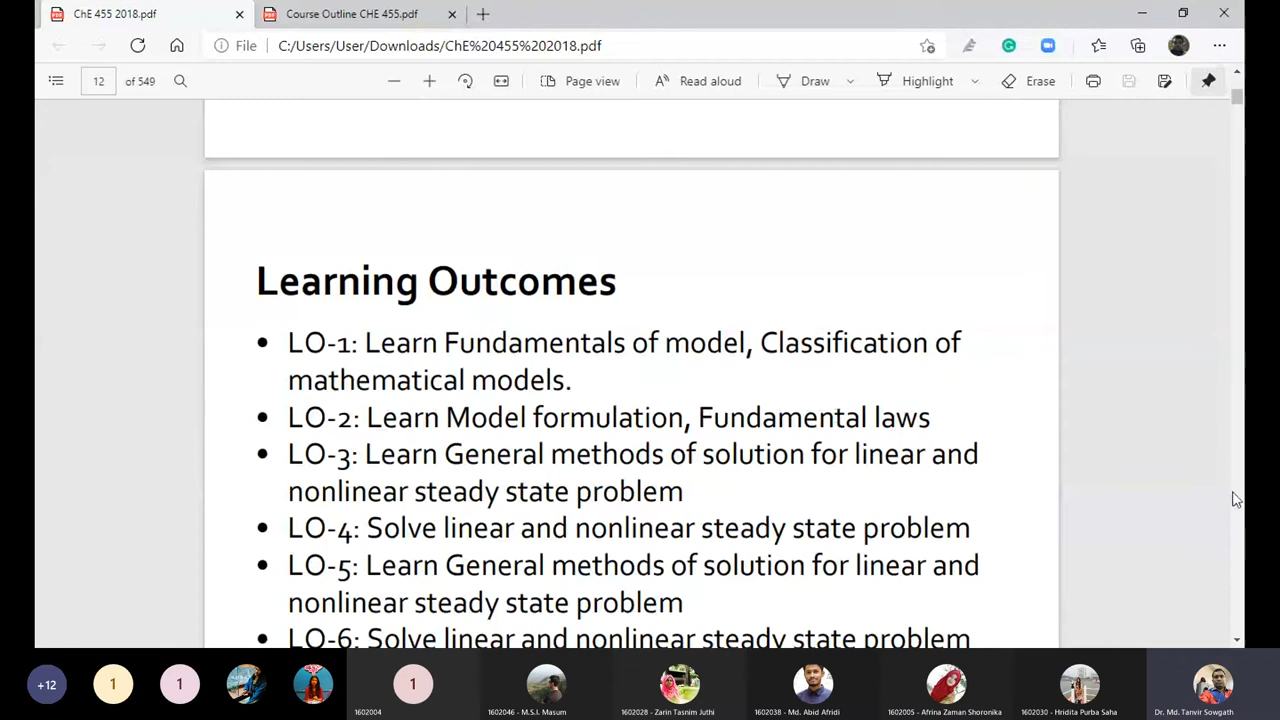 ChE 455 2018.pdf
Course Outline CHE 455.pdf
File
C:/Users/User/Downloads/ChE%20455%202018.pdf
12 of 549
Page view
Read aloud
Draw
Highlight
Erase
Learning Outcomes
• LO-1: Learn Fundamentals of model, Classification of
mathematical models.
• LO-2: Learn Model formulation, Fundamental laws
• LO-3: Learn General methods of solution for linear and
nonlinear steady state problem
• LO-4: Solve linear and nonlinear steady state problem
• LO-5: Learn General methods of solution for linear and
nonlinear steady state problem
• LO-6: Solve linear and nonlinear steady state problem
+12
1
1
1
1602004
1602046 - M.S.I. Masum
1602028 - Zarin Tasnim Juthi
1602038 - Md. Abid Afridi
1602005 - Afrina Zaman Shoronika
1602030 - Hridita Purba Saha
Dr. Md. Tanvir Sowgath